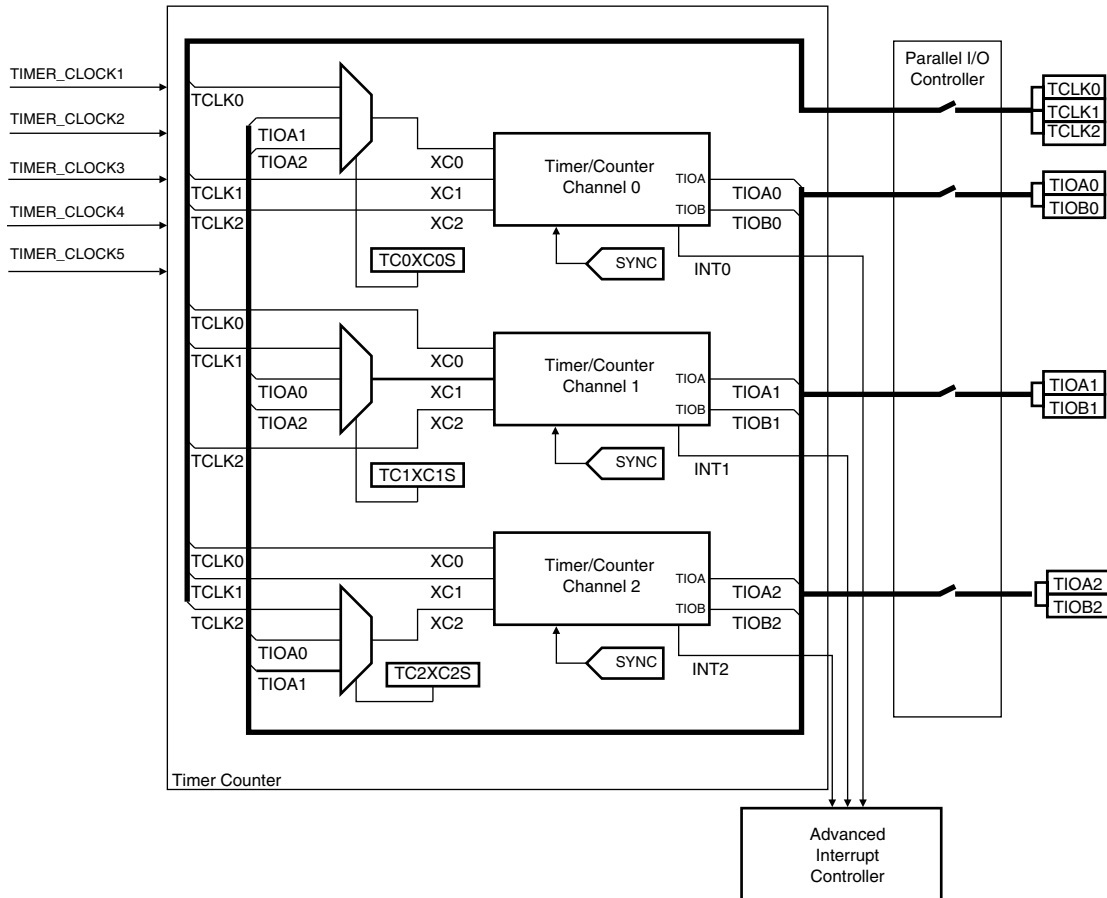 TIMER_CLOCK1
TIMER_CLOCK2
TIMER_CLOCK3
TIMER_CLOCK4
TIMER_CLOCK5
TCLK0
TIOA1
TIOA2
TCLK1
TCLK2
XC0
XC1
XC2
TC0XC0S
Timer/Counter
Channel 0
TIOA
TIOB
TIOA0
TIOB0
SYNC
INT0
TCLK0
TCLK1
TIOA0
TIOA2
TCLK2
XC0
XC1
XC2
TC1XC1S
Timer/Counter
Channel 1
TIOA
TIOB
TIOA1
TIOB1
SYNC
INT1
TCLK0
TCLK1
TCLK2
TIOA0
TIOA1
XC0
XC1
XC2
TC2XC2S
Timer/Counter
Channel 2
TIOA
TIOB
TIOA2
TIOB2
SYNC
INT2
Timer Counter
Parallel I/O
Controller
TCLK0
TCLK1
TCLK2
TIOA0
TIOB0
TIOA1
TIOB1
TIOA2
TIOB2
Advanced
Interrupt
Controller